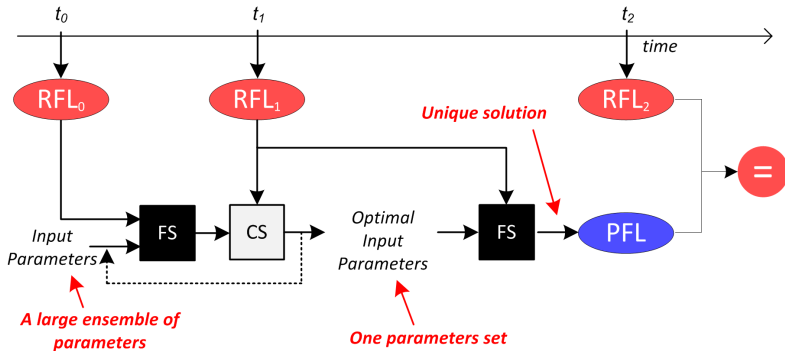 t0 t1 t2
time
RFL0 RFL1 RFL2
Unique solution
=
FS CS FS PFL
Input
Parameters
Optimal
Input
Parameters
A large ensemble of
parameters
One parameters set